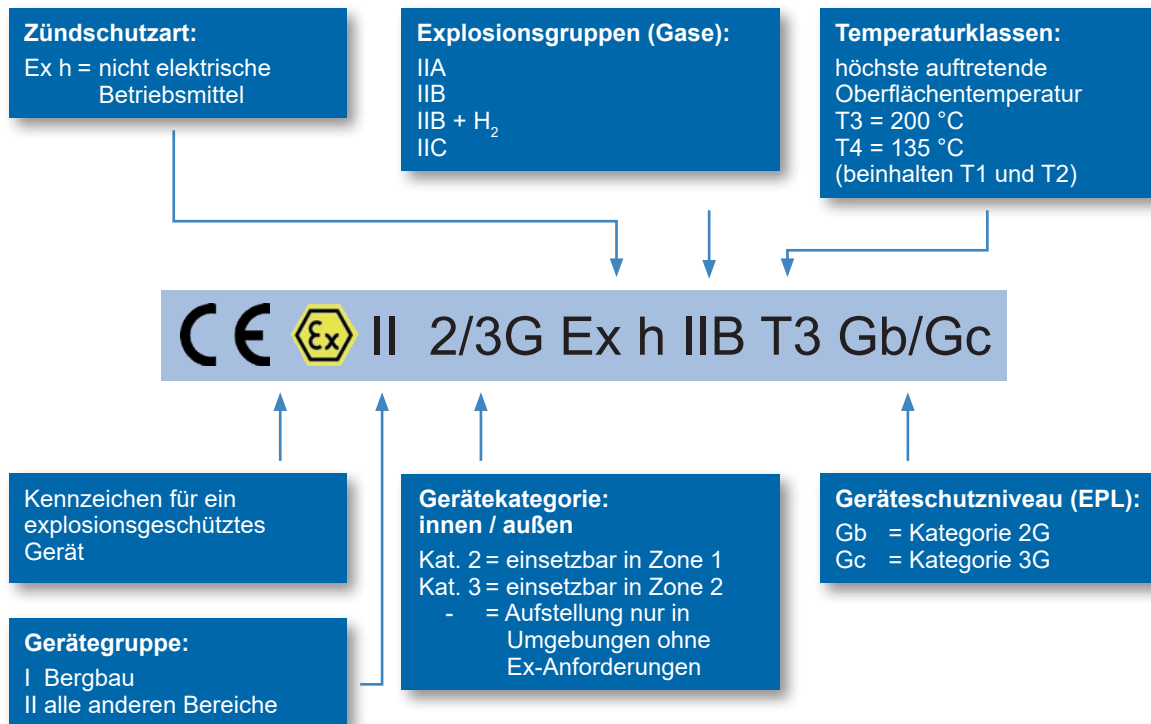 Zündschutzart:
Ex h = nicht elektrische
Betriebsmittel
Explosionsgruppen (Gase):
IIA
IIB
IIB + H₂
IIC
Temperaturklassen:
höchste auftretende
Oberflächentemperatur
T3 = 200 °C
T4 = 135 °C
(beinhalten T1 und T2)
CE Ex II 2/3G Ex h IIB T3 Gb/Gc
Kennzeichen für ein
explosionsgeschütztes
Gerät
Gerätegruppe:
I Bergbau
II alle anderen Bereiche
Gerätekategorie:
innen / außen
Kat. 2 = einsetzbar in Zone 1
Kat. 3 = einsetzbar in Zone 2
- = Aufstellung nur in
Umgebungen ohne
Ex-Anforderungen
Geräteschutzniveau (EPL):
Gb = Kategorie 2G
Gc = Kategorie 3G